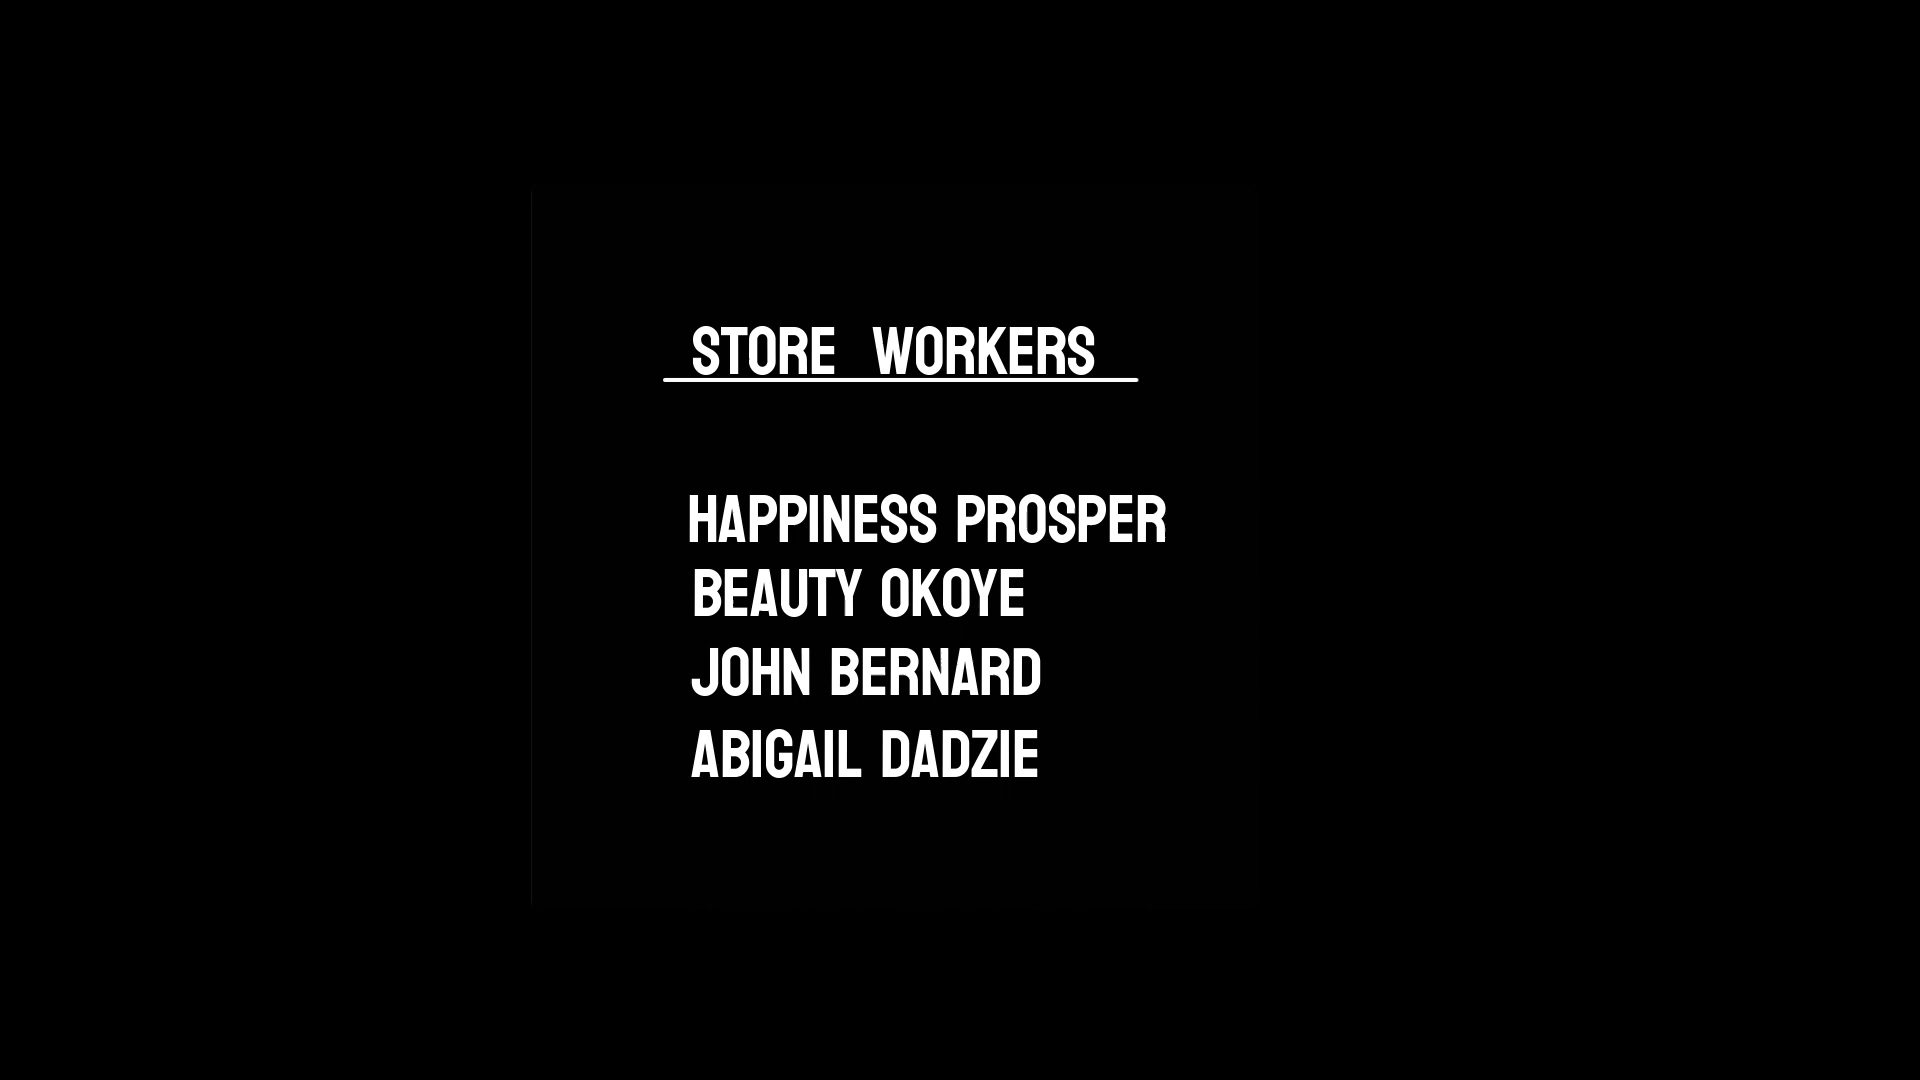 STORE WORKERS
HAPPINESS PROSPER
BEAUTY OKOYE
JOHN BERNARD
ABIGAIL DADZIE